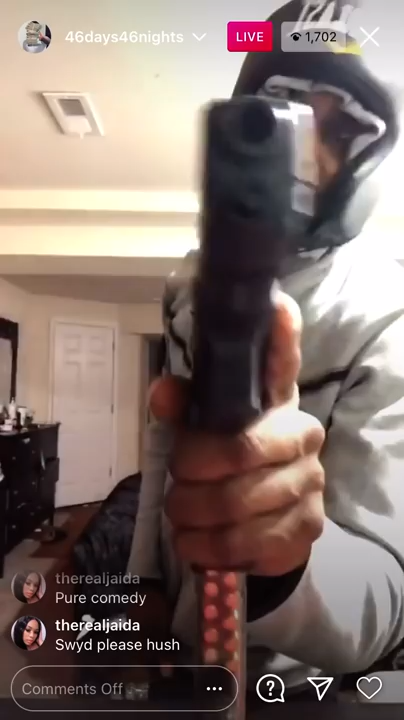 46days46nights
LIVE
1,702
therealjaida
Pure comedy
therealjaida
Swyd please hush
Comments Off